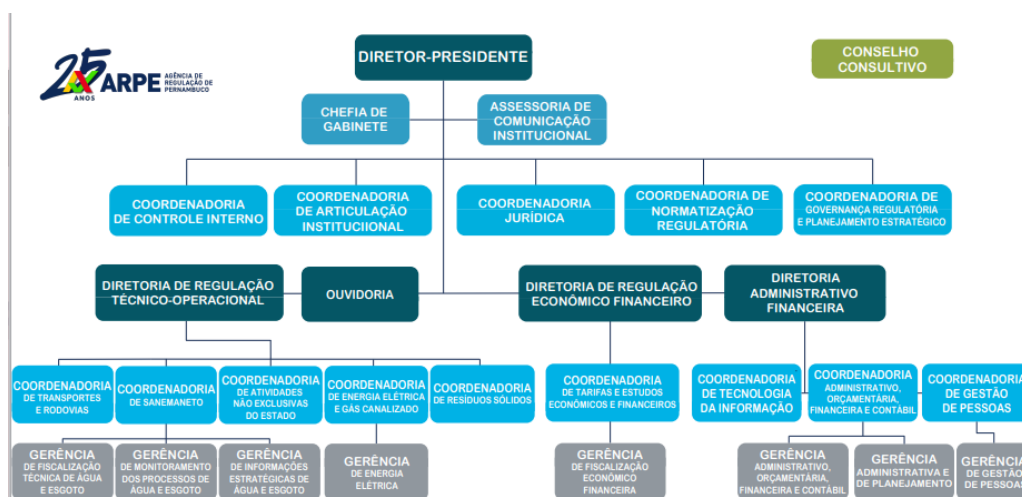 DIRETOR-PRESIDENTE
CONSELHO
CONSULTIVO
25
ANOS
ARPE
AGÊNCIA DE
REGULAÇÃO DE
PERNAMBUCO
CHEFIA DE
GABINETE
ASSESSORIA DE
COMUNICAÇÃO
INSTITUCIONAL
COORDENADORIA
DE CONTROLE INTERNO
COORDENADORIA
DE ARTICULAÇÃO
INSTITUCIIONAL
COORDENADORIA
JURÍDICA
COORDENADORIA DE
NORMATIZAÇÃO
REGULATÓRIA
COORDENADORIA DE
GOVERNANÇA REGULATÓRIA
E PLANEJAMENTO ESTRATÉGICO
DIRETORIA DE REGULAÇÃO
TÉCNICO-OPERACIONAL
OUVIDORIA
DIRETORIA DE REGULAÇÃO
ECONÔMICO FINANCEIRO
DIRETORIA
ADMINISTRATIVO
FINANCEIRA
COORDENADORIA
DE TRANSPORTES
E RODOVIAS
COORDENADORIA
DE SANEMANETO
COORDENADORIA
DE ATIVIDADES
NÃO EXCLUSIVAS
DO ESTADO
COORDENADORIA
DE ENERGIA ELÉTRICA
E GÁS CANALIZADO
COORDENADORIA
DE RESÍDUOS SÓLIDOS
COORDENADORIA
DE TARIFAS E ESTUDOS
ECONÔMICOS E FINANCEIROS
COORDENADORIA
DE TECNOLOGIA
DA INFORMAÇÃO
COORDENADORIA
ADMINISTRATIVO,
ORÇAMENTÁRIA,
FINANCEIRA E CONTÁBIL
COORDENADORIA
DE GESTÃO
DE PESSOAS
GERÊNCIA
DE FISCALIZAÇÃO
TÉCNICA DE ÁGUA
E ESGOTO
GERÊNCIA
DE MONITORAMENTO
DOS PROCESSOS DE
ÁGUA E ESGOTO
GERÊNCIA
DE INFORMAÇÕES
ESTRATÉGICAS DE
ÁGUA E ESGOTO
GERÊNCIA
DE ENERGIA
ELÉTRICA
GERÊNCIA
DE FISCALIZAÇÃO
ECONÔMICO
FINANCEIRA
GERÊNCIA
ADMINISTRATIVO,
ORÇAMENTÁRIA,
FINANCEIRA E CONTÁBIL
GERÊNCIA
ADMINISTRATIVA E
DE PLANEJAMENTO
GERÊNCIA
DE GESTÃO
DE PESSOAS